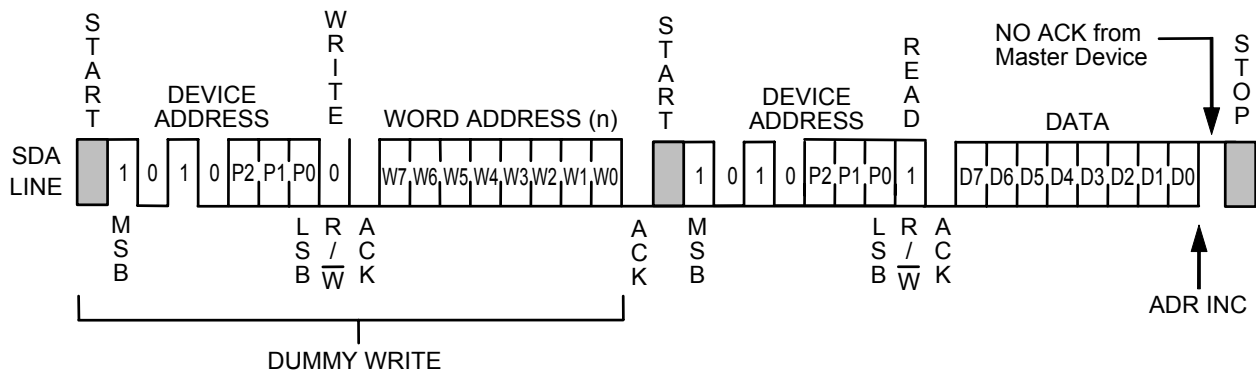 START
WRITE
START
READ
NO ACK from
Master Device
STOP
DEVICE
ADDRESS
WORD ADDRESS (n)
DEVICE
ADDRESS
DATA
SDA
LINE
1 0 1 0 P2 P1 P0 0 W7 W6 W5 W4 W3 W2 W1 W0 1 0 1 0 P2 P1 P0 1 D7 D6 D5 D4 D3 D2 D1 D0
MSB
LSB
R/W
ACK
ACK
MSB
LSB
R/W
ACK
ADR INC
DUMMY WRITE